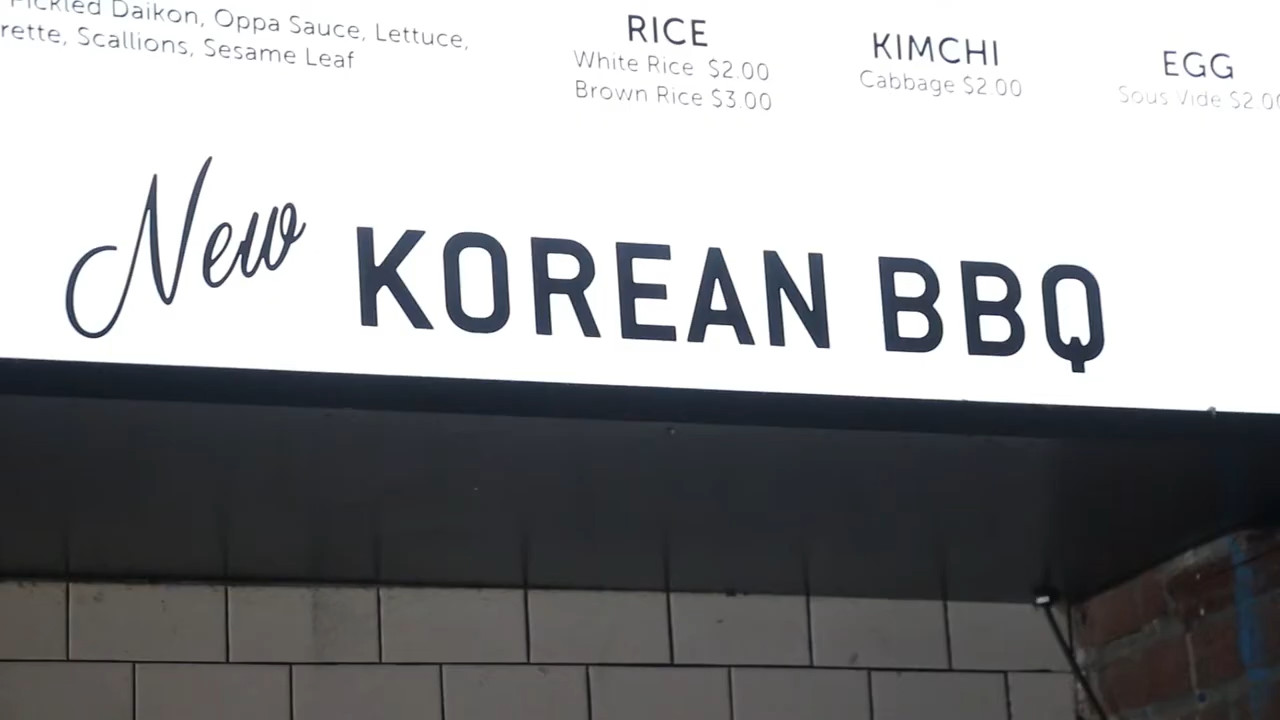 Pickled Daikon, Oppa Sauce, Lettuce,
rette, Scallions, Sesame Leaf
RICE
White Rice $2.00
Brown Rice $3.00
KIMCHI
Cabbage $2.00
EGG
Sous Vide $2.00
New KOREAN BBQ